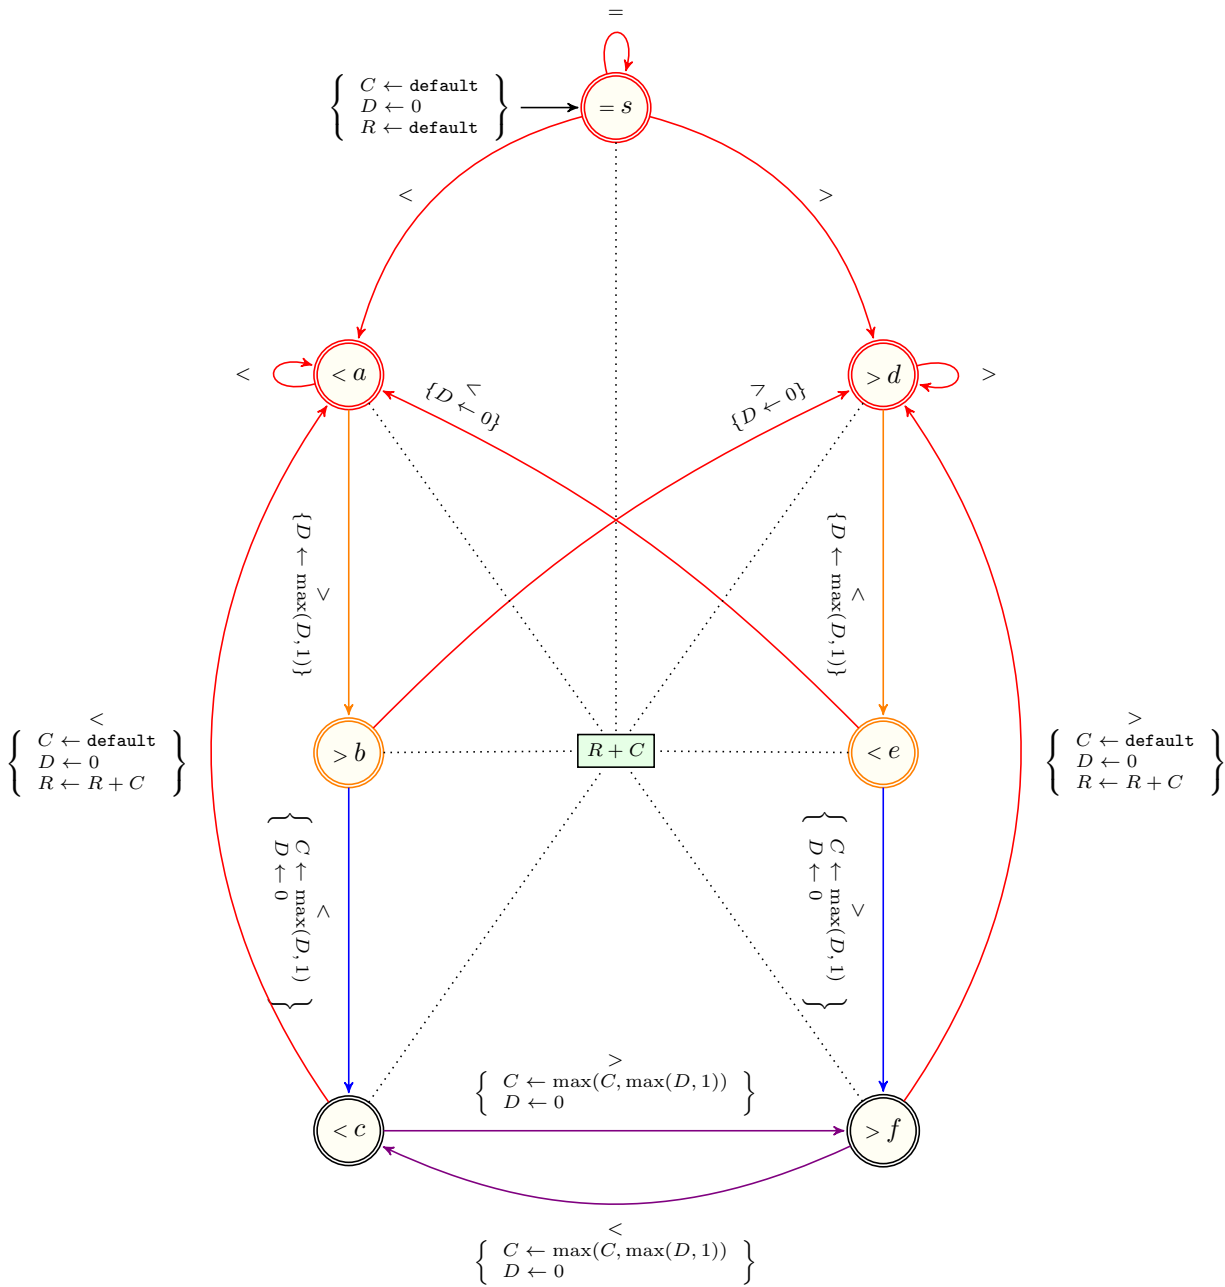 =
C ← default
D ← 0
R ← default
= s
<
>
<
< a
> d
>
<
{D ← 0}
>
{D ← 0}
>
{D ← max(D, 1)}
<
{D ← max(D, 1)}
<
C ← default
D ← 0
R ← R + C
> b
R + C
< e
>
C ← default
D ← 0
R ← R + C
<
C ← max(D, 1)
D ← 0
>
C ← max(D, 1)
D ← 0
>
C ← max(C, max(D, 1))
D ← 0
< c
> f
<
C ← max(C, max(D, 1))
D ← 0